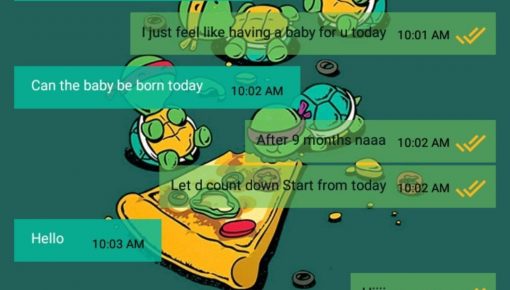 I just feel like having a baby for u today 10:01 AM
Can the baby be born today 10:02 AM
After 9 months naaa 10:02 AM
Let d count down Start from today 10:02 AM
Hello 10:03 AM